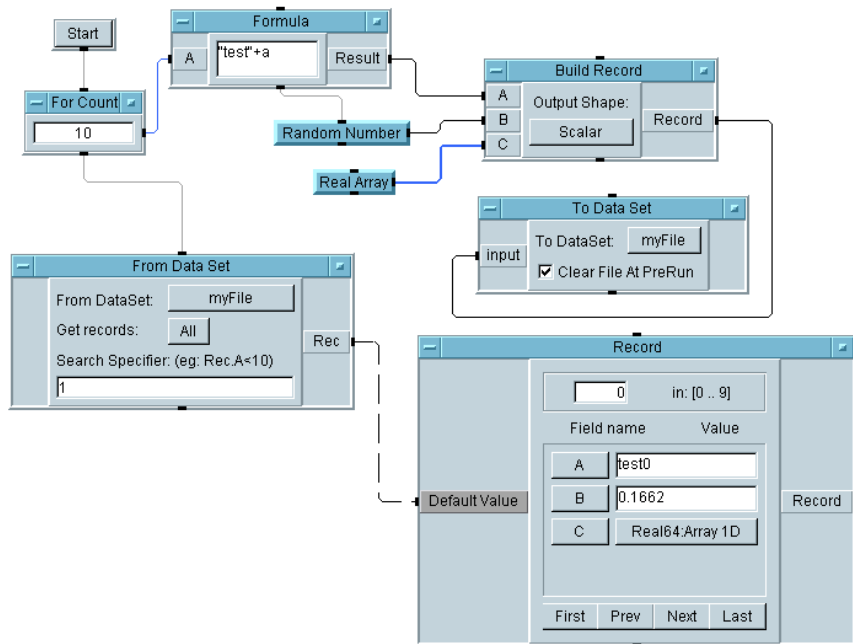 Start
Formula
A
"test"+a
Result
For Count
10
Random Number
Real Array
Build Record
A
B
C
Output Shape:
Scalar
Record
To Data Set
input
To DataSet:
myFile
Clear File At PreRun
From Data Set
From DataSet:
myFile
Get records:
All
Search Specifier: (eg: Rec.A<10)
1
Rec
Record
Default Value
0
in: [0 .. 9]
Field name
Value
A
test0
B
0.1662
C
Real64:Array 1D
Record
First
Prev
Next
Last